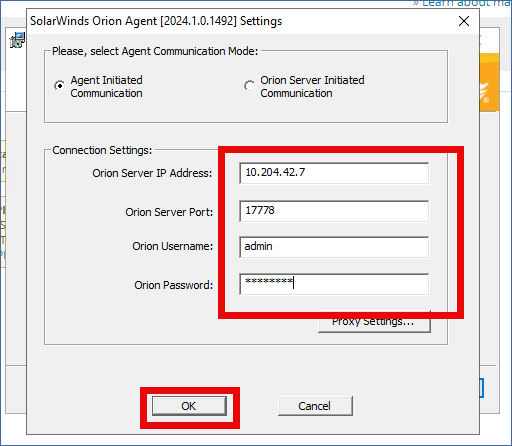 » Learn about ma
SolarWinds Orion Agent [2024.1.0.1492] Settings
Please, select Agent Communication Mode:
Agent Initiated
Communication
Orion Server Initiated
Communication
Connection Settings:
Orion Server IP Address: 10.204.42.7
Orion Server Port: 17778
Orion Username: admin
Orion Password: ********
Proxy Settings...
OK Cancel